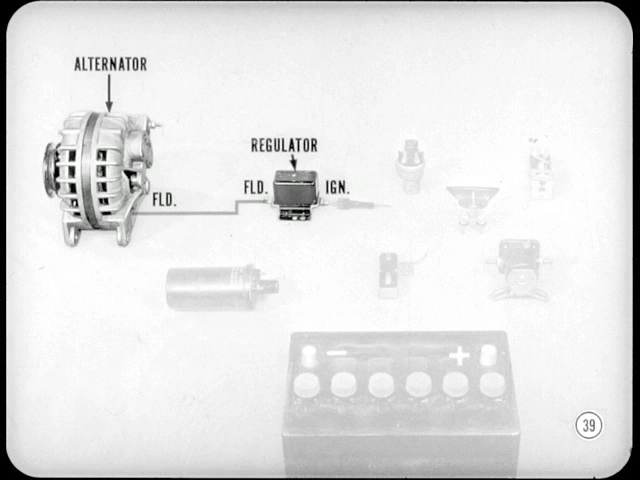 ALTERNATOR
REGULATOR
FLD. FLD. IGN.
− +
39